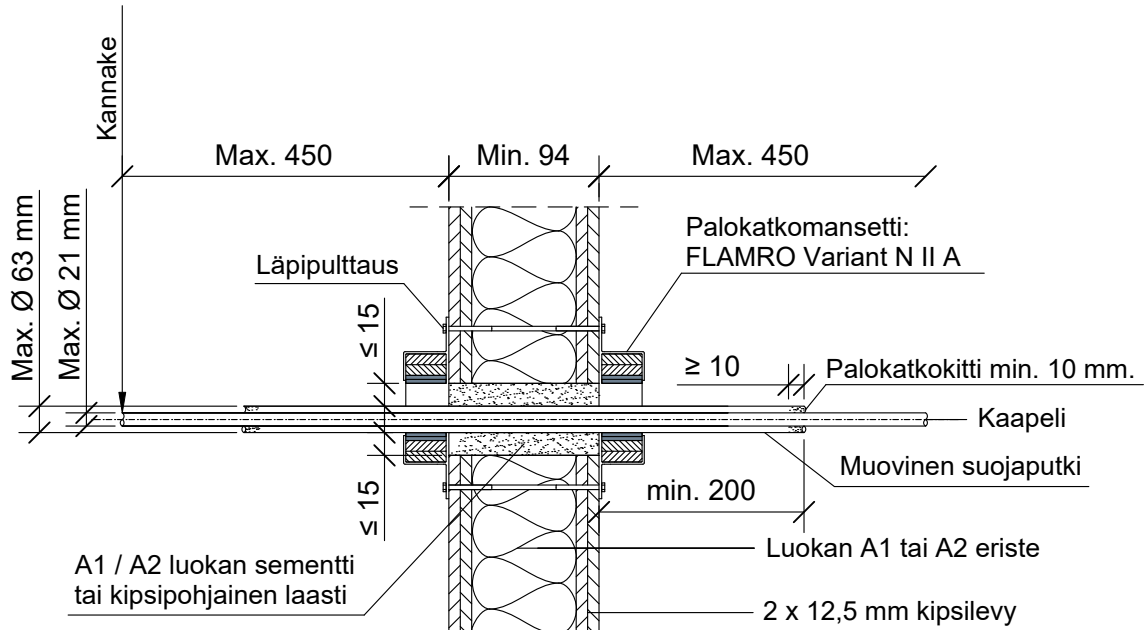 Kannake
Max. 450
Min. 94
Max. 450
Max. Ø 63 mm
Max. Ø 21 mm
Läpipulttaus
Palokatkomansetti:
FLAMRO Variant N II A
≤ 15
≥ 10
Palokatkokitti min. 10 mm.
Kaapeli
Muovinen suojaputki
≤ 15
min. 200
A1 / A2 luokan sementti
tai kipsipohjainen laasti
Luokan A1 tai A2 eriste
2 x 12,5 mm kipsilevy